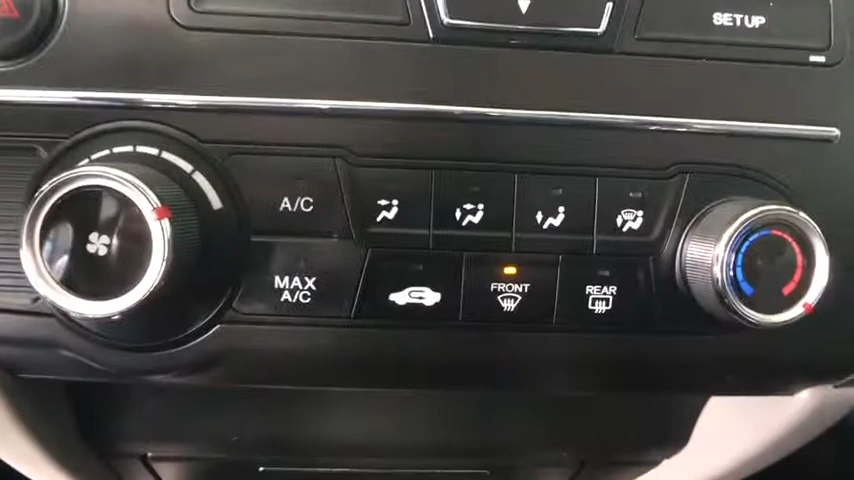 SETUP
A/C
MAX
A/C
FRONT
REAR